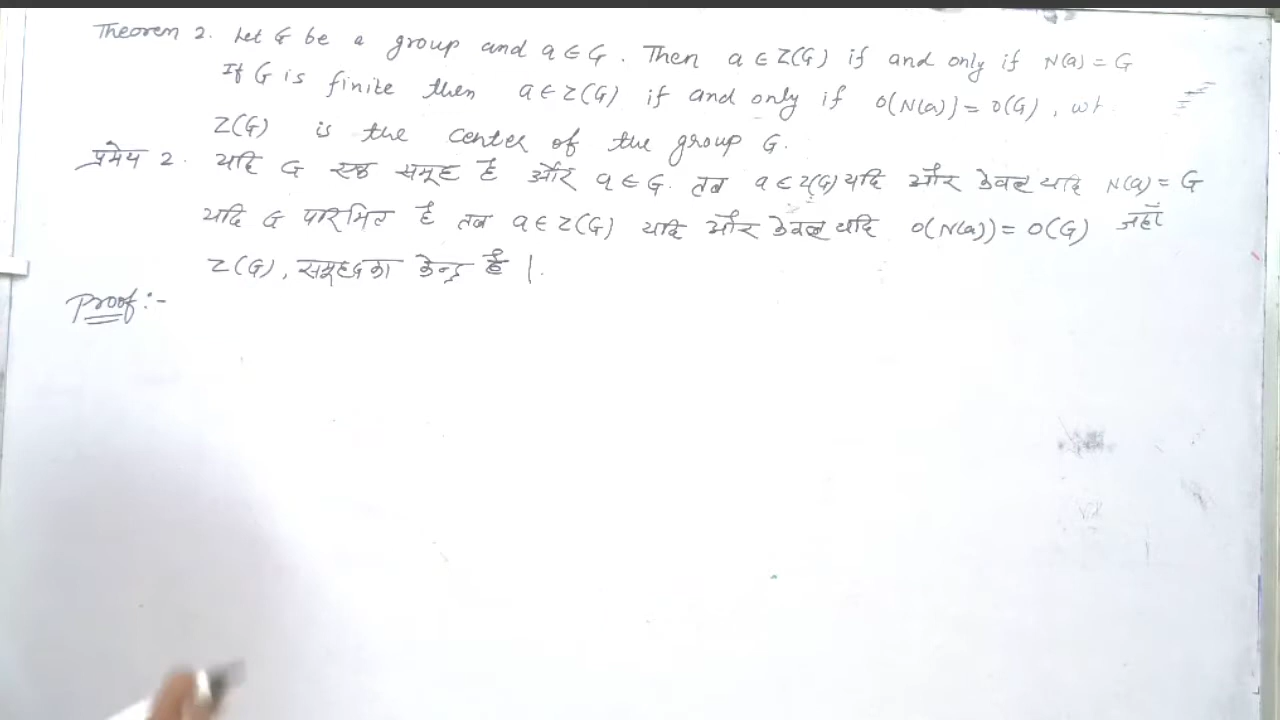 Theorem 2. Let G be a group and a ∈ G. Then a ∈ Z(G) if and only if N(a) = G
If G is finite then a ∈ Z(G) if and only if o(N(a)) = o(G), wh
Z(G) is the center of the group G.
प्रमेय 2. यदि G एक समूह है और a ∈ G. तब a ∈ Z(G) यदि और केवल यदि N(a) = G
यदि G परिमित है तब a ∈ Z(G) यदि और केवल यदि o(N(a)) = o(G) जहाँ
Z(G), समूह G का केन्द्र है |.
Proof:-